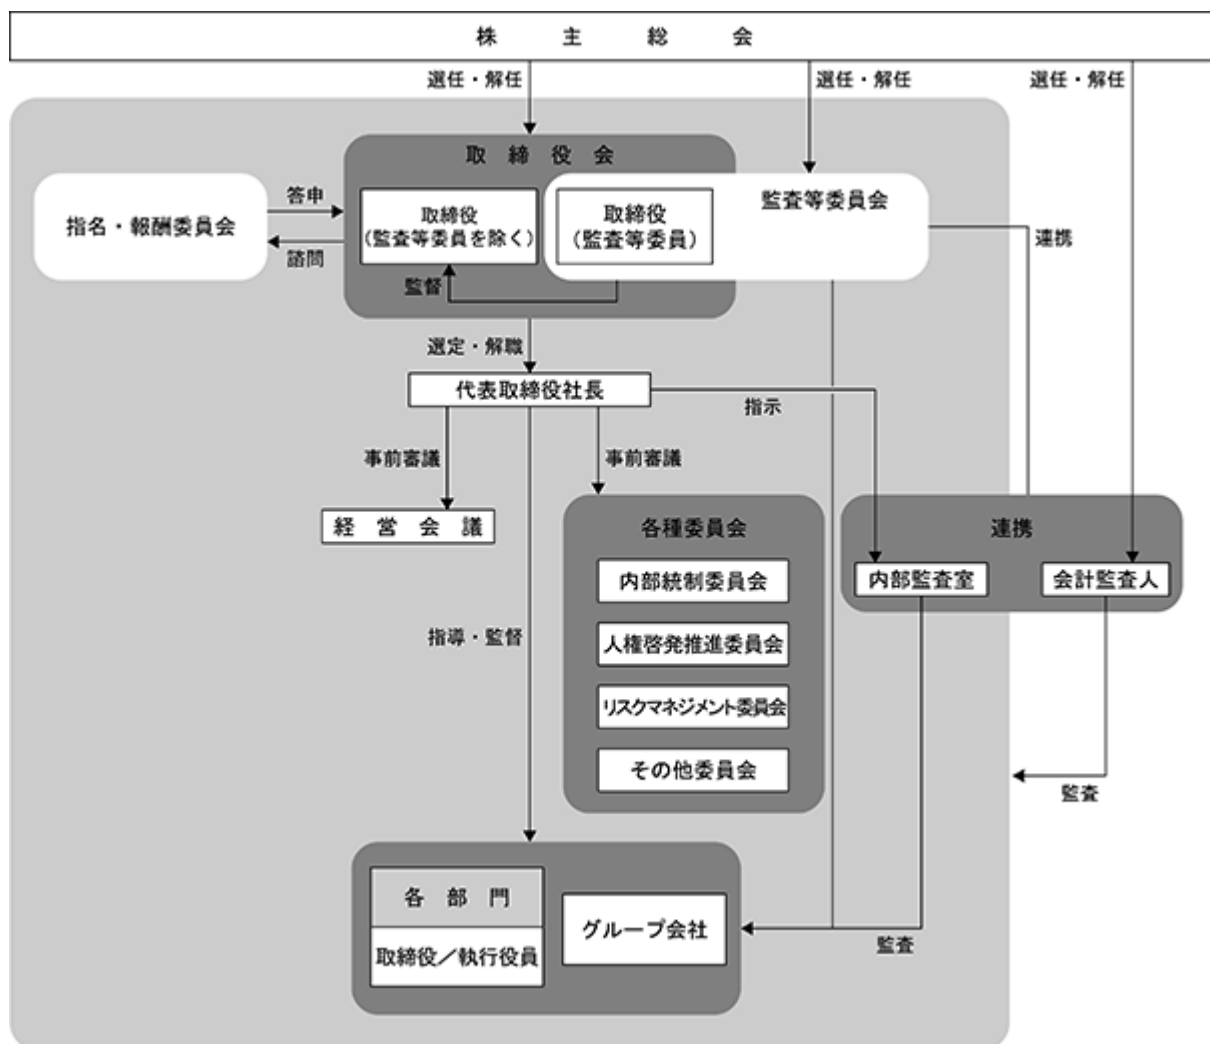 株主総会
選任・解任
選任・解任
選任・解任
取締役会
監査等委員会
指名・報酬委員会
答申
諮問
取締役
(監査等委員を除く)
取締役
(監査等委員)
監督
連携
選定・解職
代表取締役社長
指示
事前審議
事前審議
経営会議
各種委員会
内部統制委員会
人権啓発推進委員会
リスクマネジメント委員会
その他委員会
連携
内部監査室
会計監査人
指導・監督
監査
各部門
取締役／執行役員
グループ会社
監査